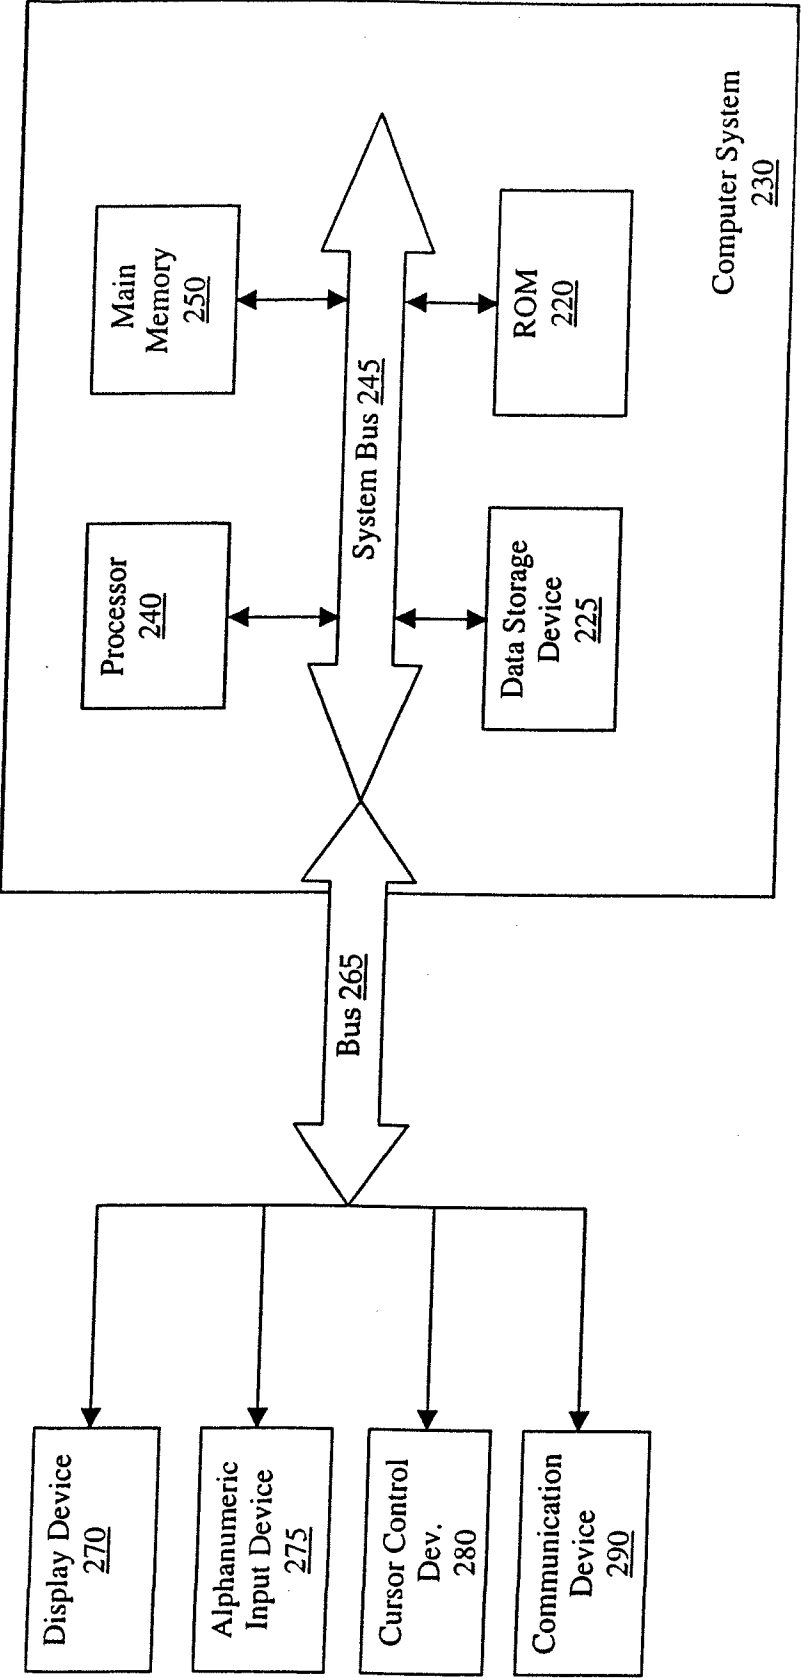 Display Device
270
Alphanumeric
Input Device
275
Cursor Control
Dev.
280
Communication
Device
290
Bus 265
Processor
240
Main
Memory
250
System Bus 245
Data Storage
Device
225
ROM
220
Computer System
230